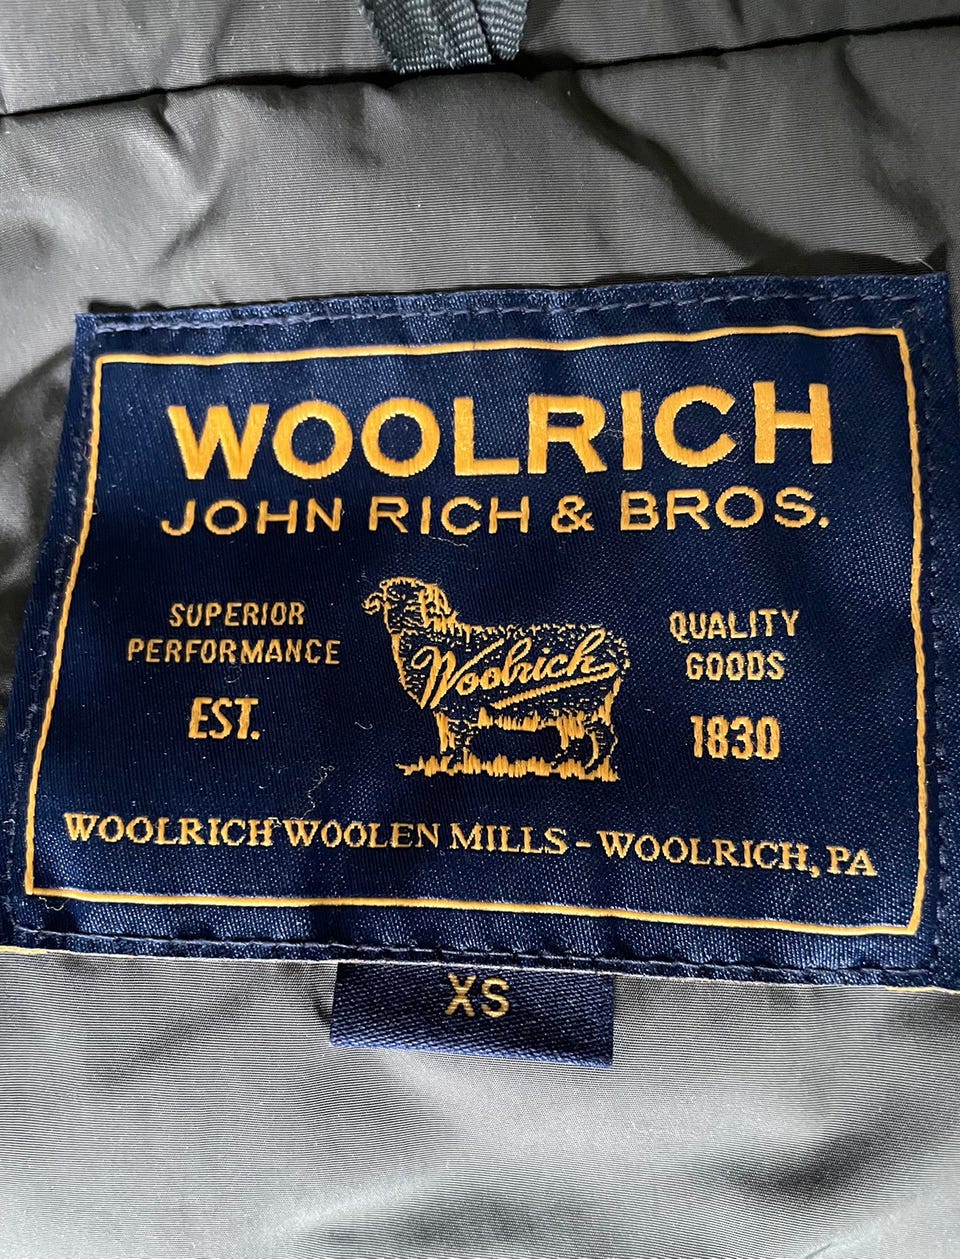 WOOLRICH
JOHN RICH & BROS.
SUPERIOR
PERFORMANCE
EST.
Woolrich
QUALITY
GOODS
1830
WOOLRICH WOOLEN MILLS - WOOLRICH, PA
XS